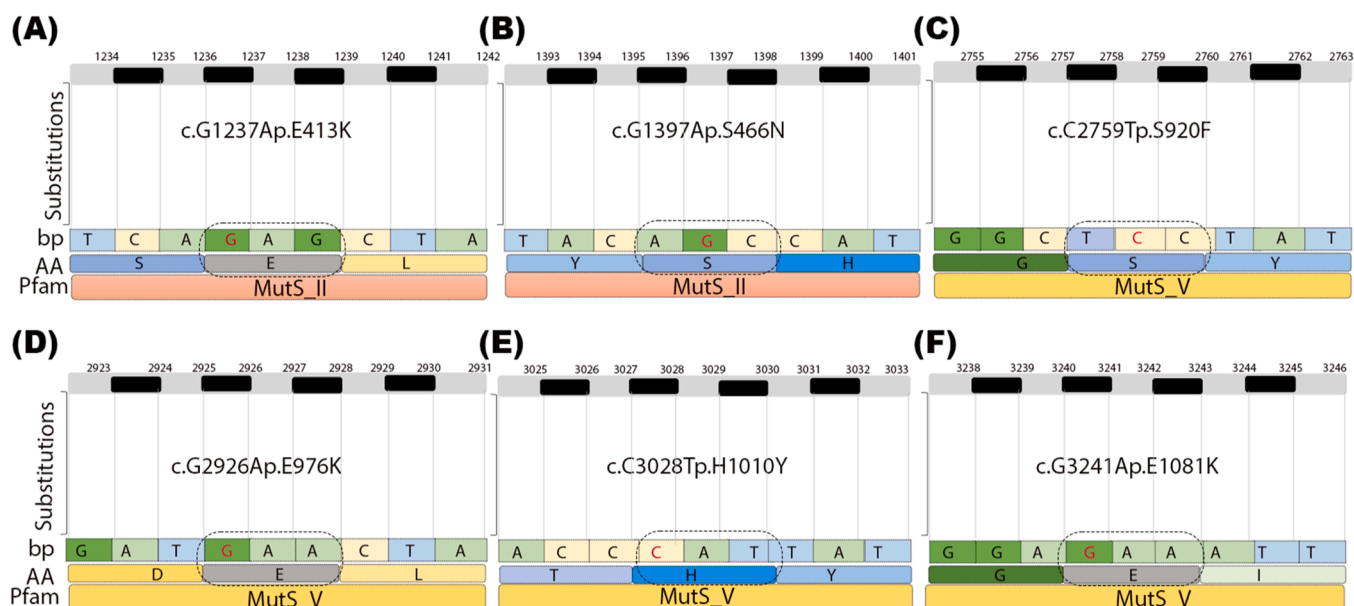 (A)
1234 1235 1236 1237 1238 1239 1240 1241 1242
Substitutions
c.G1237Ap.E413K
bp T C A G A G C T A
AA S E L
Pfam MutS_II
(B)
1393 1394 1395 1396 1397 1398 1399 1400 1401
c.G1397Ap.S466N
T A C A G C C A T
Y S H
MutS_II
(C)
2755 2756 2757 2758 2759 2760 2761 2762 2763
c.C2759Tp.S920F
G G C T C C T A T
G S Y
MutS_V
(D)
2923 2924 2925 2926 2927 2928 2929 2930 2931
Substitutions
c.G2926Ap.E976K
bp G A T G A A C T A
AA D E L
Pfam MutS_V
(E)
3025 3026 3027 3028 3029 3030 3031 3032 3033
c.C3028Tp.H1010Y
A C C C A T T A T
T H Y
MutS_V
(F)
3238 3239 3240 3241 3242 3243 3244 3245 3246
c.G3241Ap.E1081K
G G A G A A A T T
G E I
MutS_V